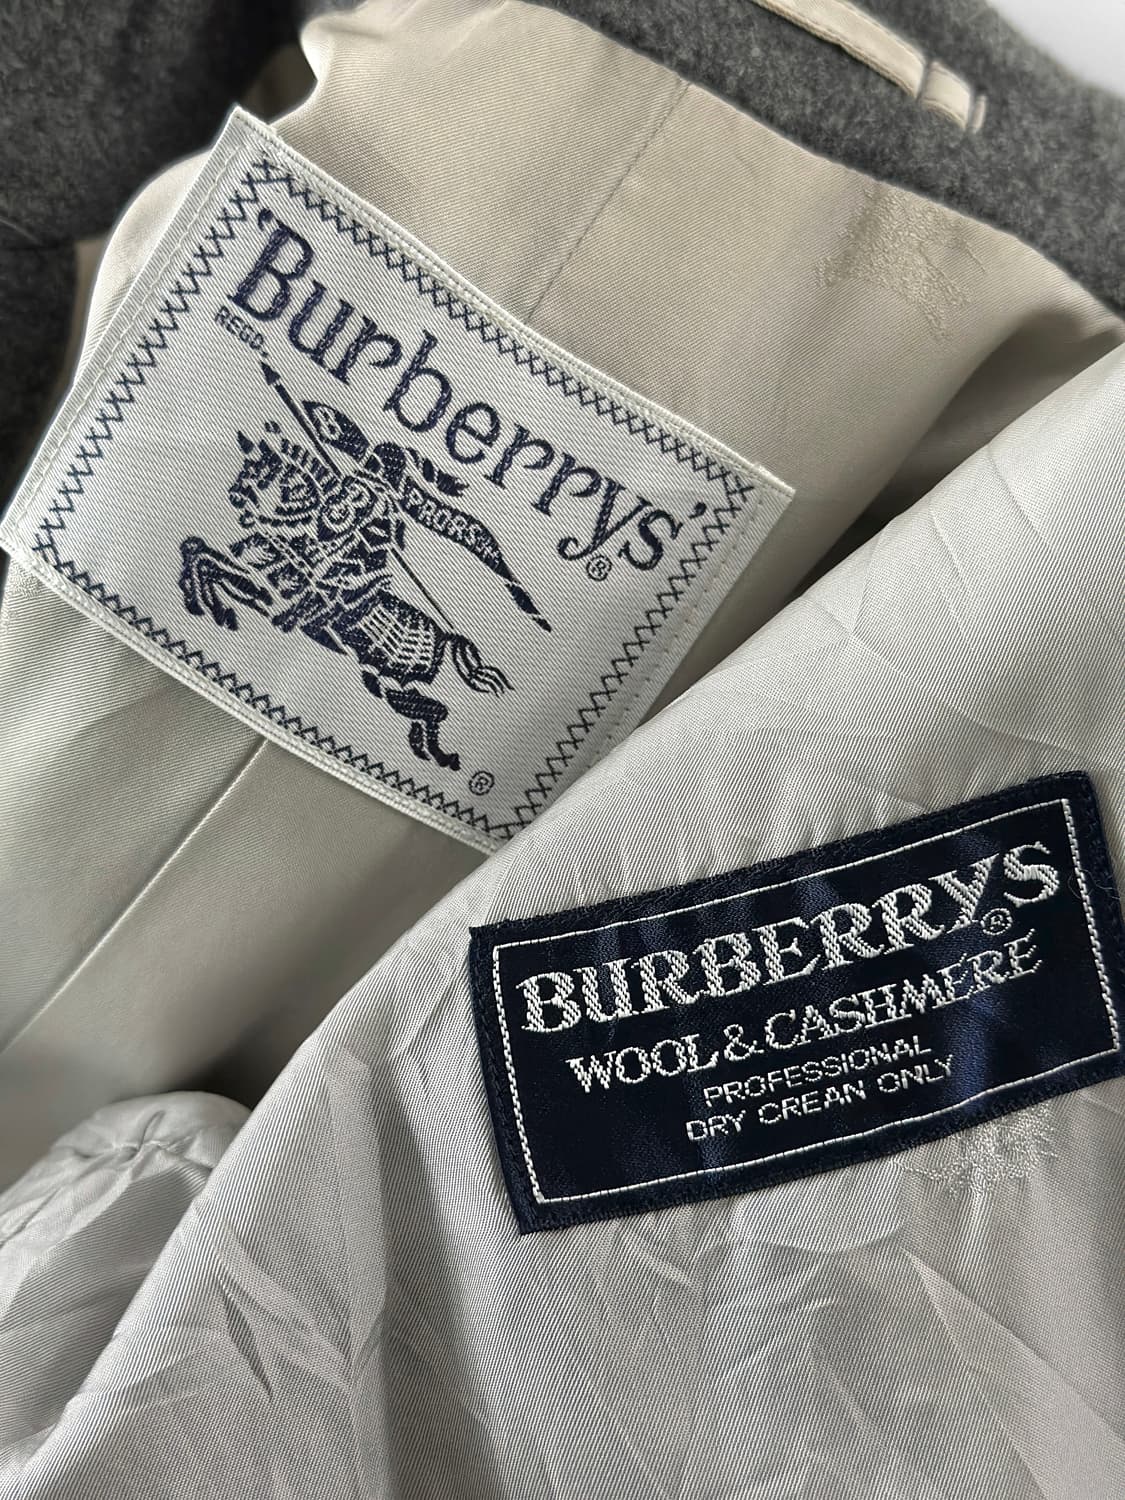 'Burberrys'®
REGD.
B
PRORSUM
B
®
BURBERRYS®
WOOL & CASHMERE
PROFESSIONAL
DRY CREAN ONLY